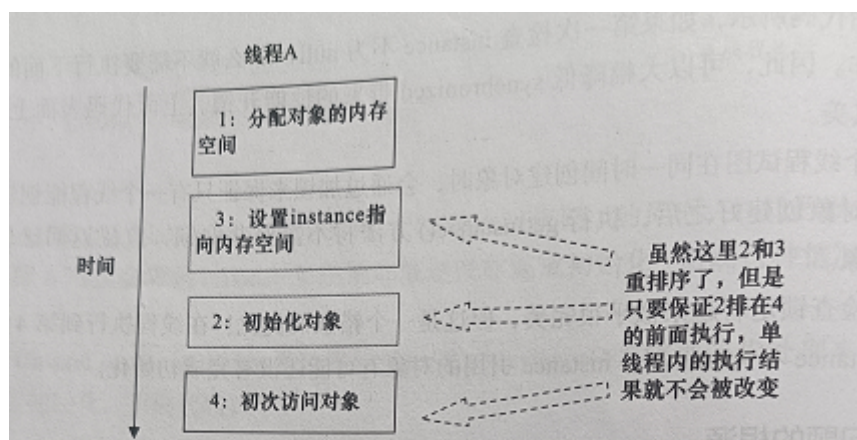 线程A
1：分配对象的内存
空间
3：设置instance指
向内存空间
时间
2：初始化对象
4：初次访问对象
虽然这里2和3
重排序了，但是
只要保证2排在4
的前面执行，单
线程内的执行结
果就不会被改变